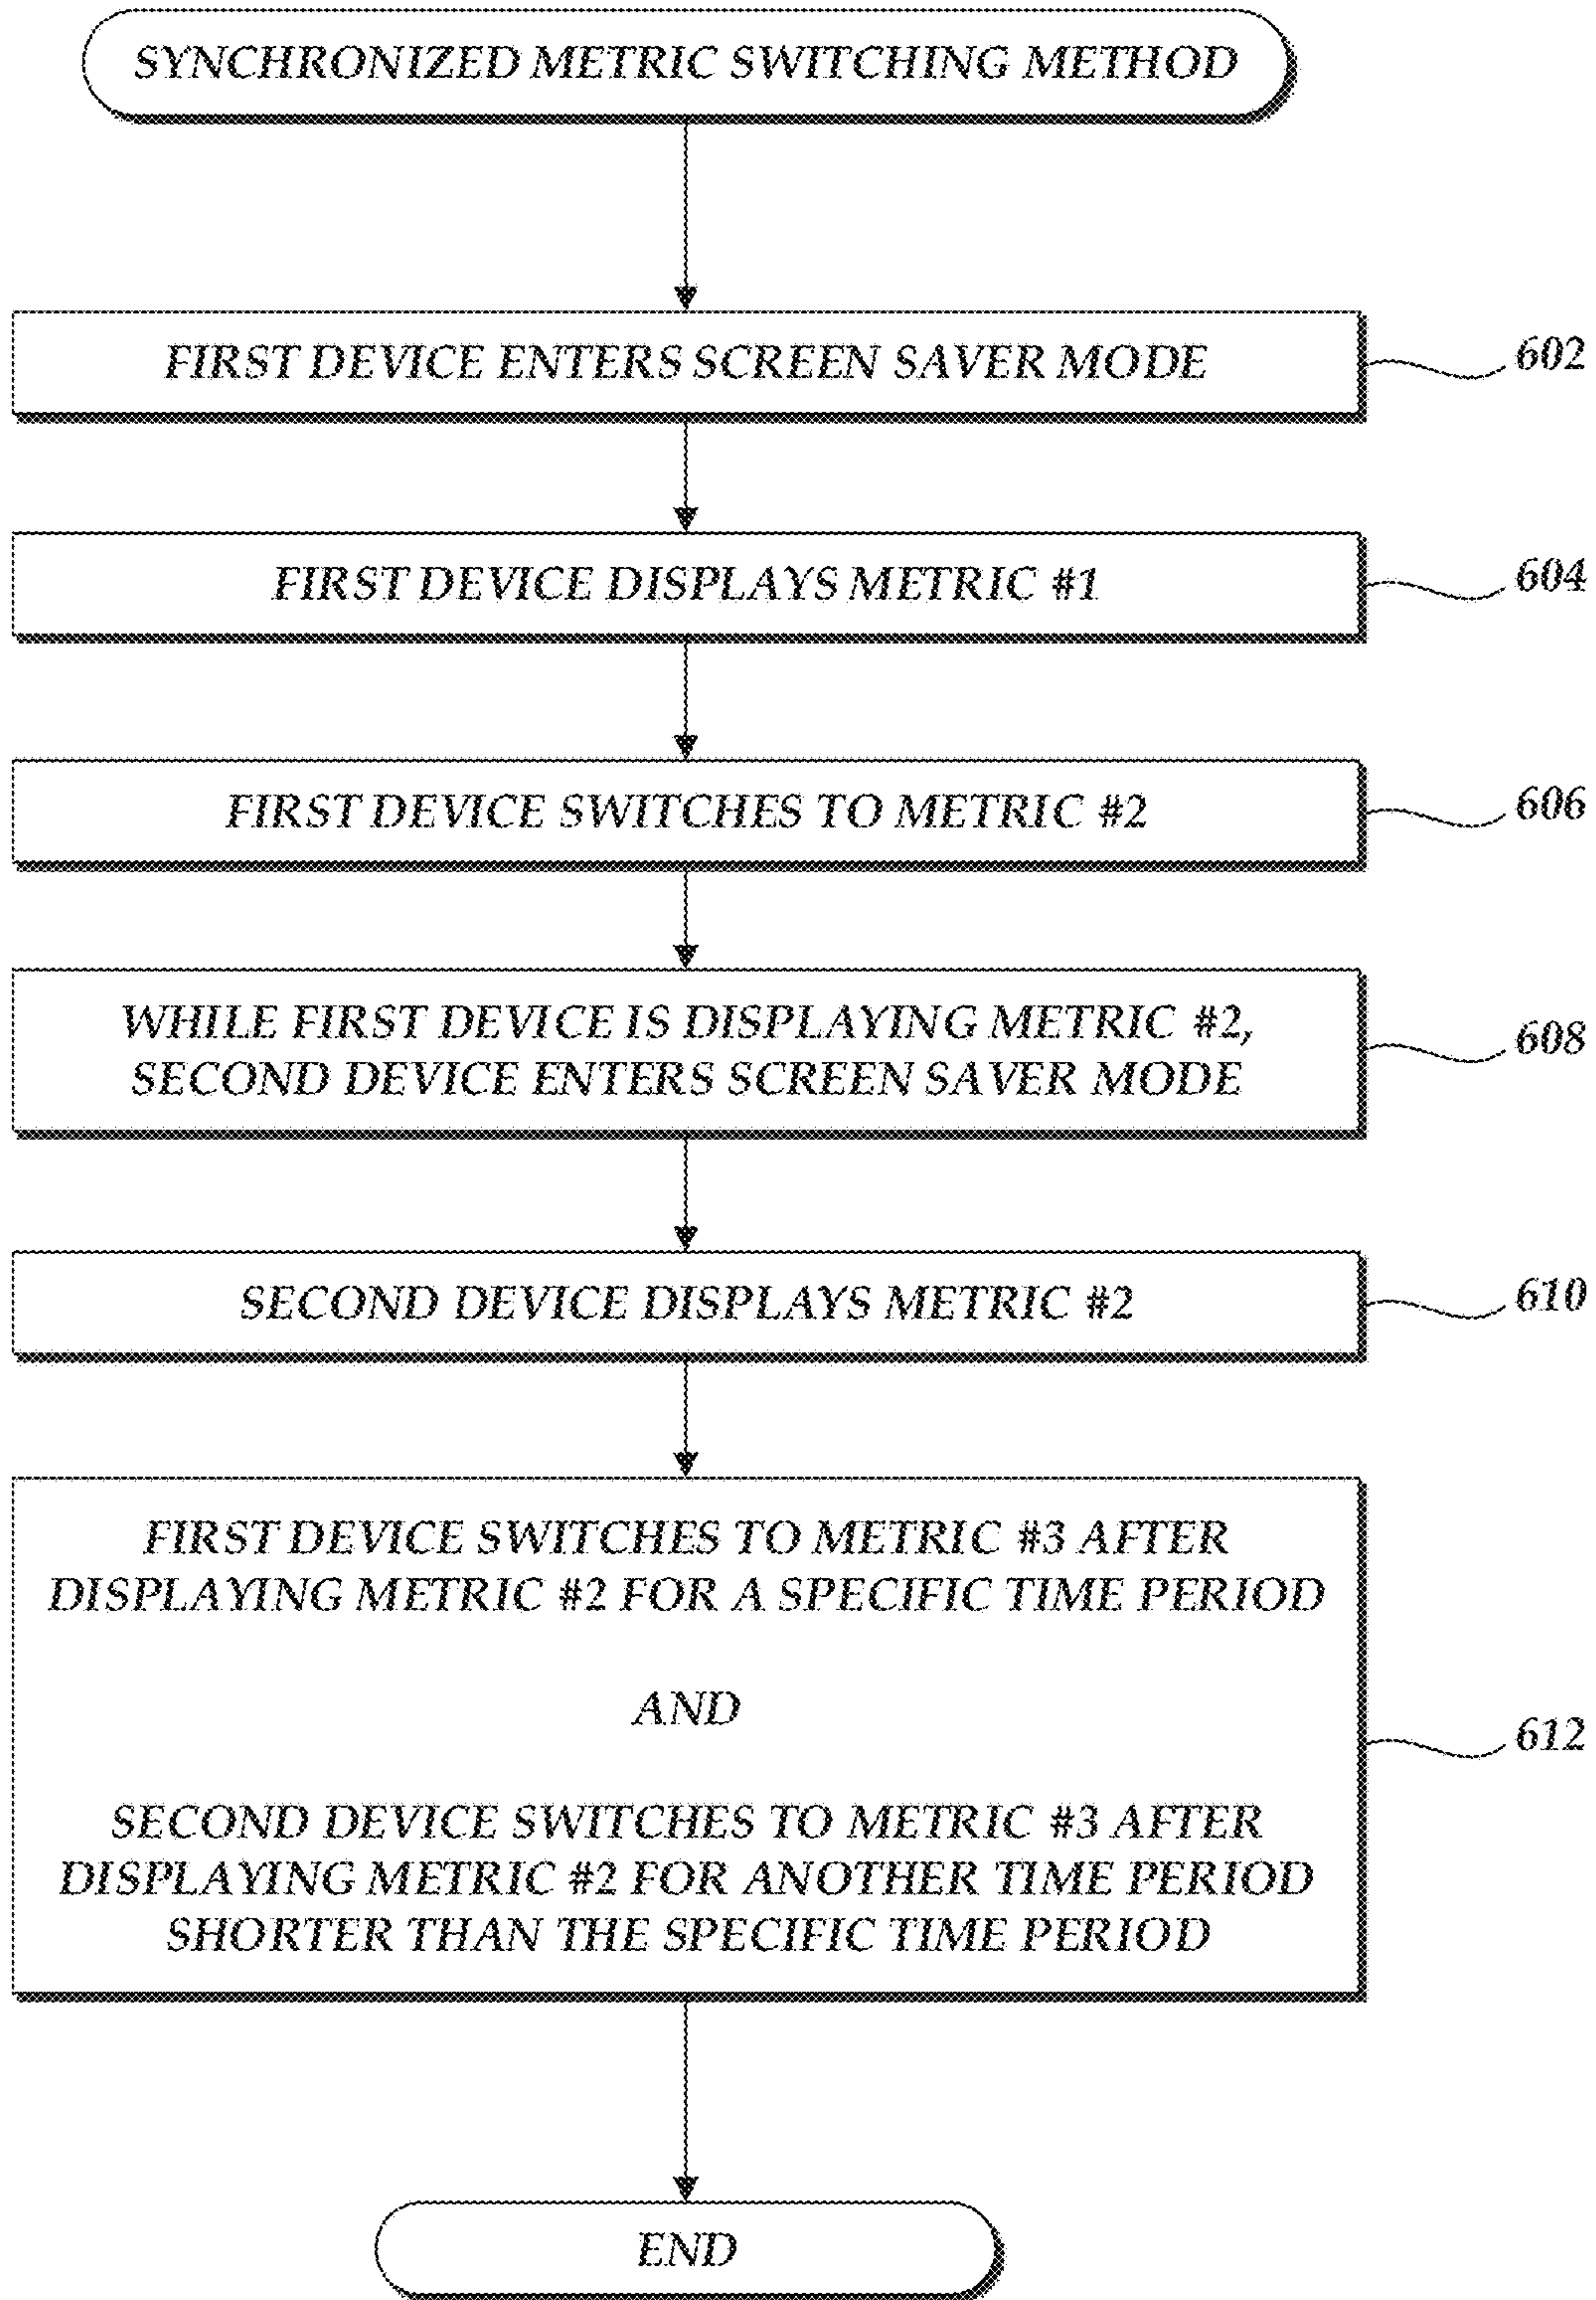 SYNCHRONIZED METRIC SWITCHING METHOD
FIRST DEVICE ENTERS SCREEN SAVER MODE
602
FIRST DEVICE DISPLAYS METRIC #1
604
FIRST DEVICE SWITCHES TO METRIC #2
606
WHILE FIRST DEVICE IS DISPLAYING METRIC #2,
SECOND DEVICE ENTERS SCREEN SAVER MODE
608
SECOND DEVICE DISPLAYS METRIC #2
610
FIRST DEVICE SWITCHES TO METRIC #3 AFTER
DISPLAYING METRIC #2 FOR A SPECIFIC TIME PERIOD
AND
SECOND DEVICE SWITCHES TO METRIC #3 AFTER
DISPLAYING METRIC #2 FOR ANOTHER TIME PERIOD
SHORTER THAN THE SPECIFIC TIME PERIOD
612
END